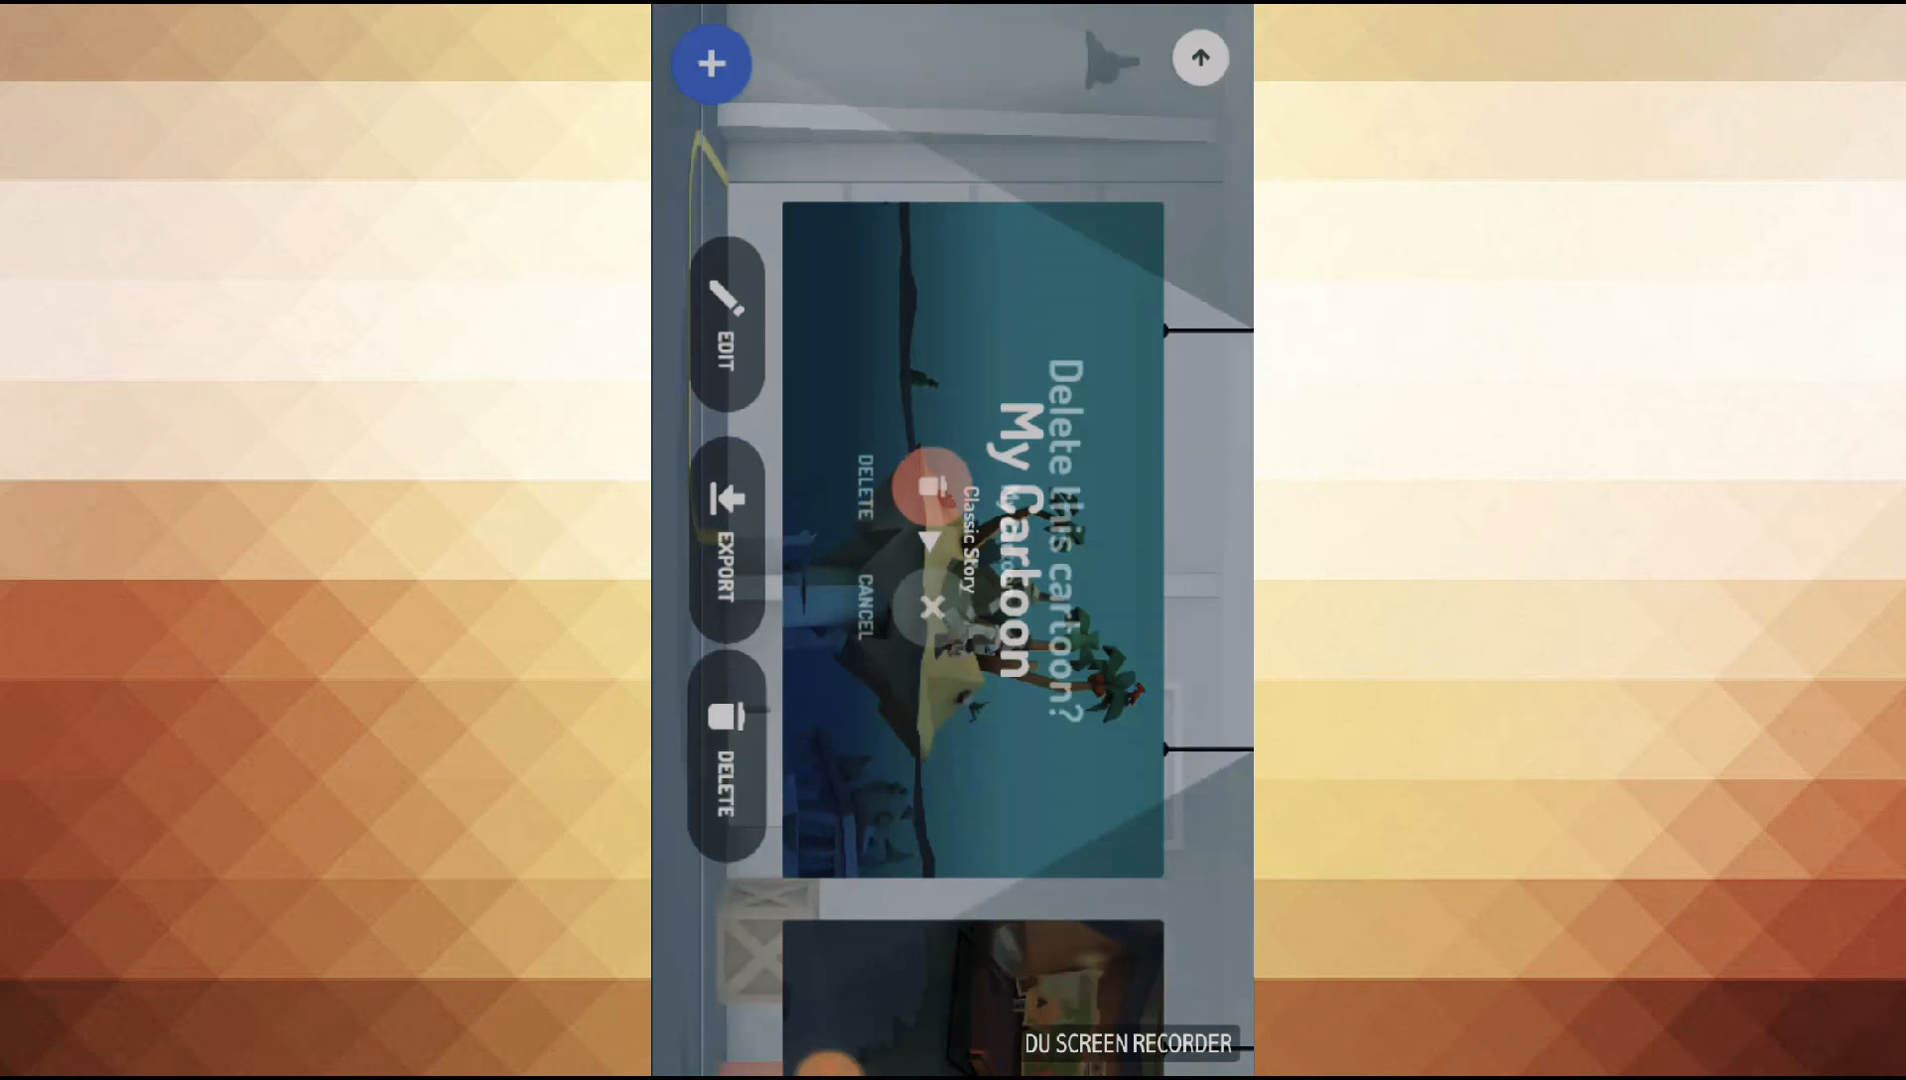 Delete this cartoon?
My Cartoon
Classic Story
DELETE
CANCEL
EDIT
EXPORT
DELETE
DU SCREEN RECORDER